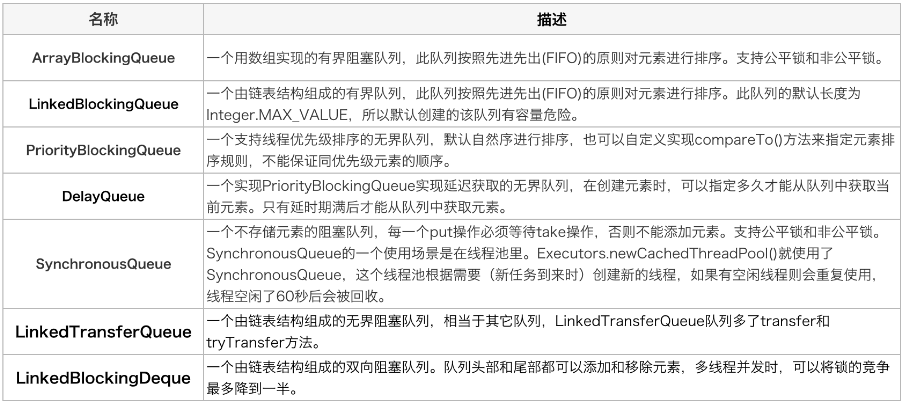 名称 描述
ArrayBlockingQueue 一个用数组实现的有界阻塞队列，此队列按照先进先出(FIFO)的原则对元素进行排序。支持公平锁和非公平锁。
LinkedBlockingQueue 一个由链表结构组成的有界队列，此队列按照先进先出(FIFO)的原则对元素进行排序。此队列的默认长度为
Integer.MAX_VALUE，所以默认创建的该队列有容量危险。
PriorityBlockingQueue 一个支持线程优先级排序的无界队列，默认自然序进行排序，也可以自定义实现compareTo()方法来指定元素排
序规则，不能保证同优先级元素的顺序。
DelayQueue 一个实现PriorityBlockingQueue实现延迟获取的无界队列，在创建元素时，可以指定多久才能从队列中获取当
前元素。只有延时期满后才能从队列中获取元素。
SynchronousQueue 一个不存储元素的阻塞队列，每一个put操作必须等待take操作，否则不能添加元素。支持公平锁和非公平锁。
SynchronousQueue的一个使用场景是在线程池里。Executors.newCachedThreadPool()就使用了
SynchronousQueue，这个线程池根据需要（新任务到来时）创建新的线程，如果有空闲线程则会重复使用，
线程空闲了60秒后会被回收。
LinkedTransferQueue 一个由链表结构组成的无界阻塞队列，相当于其它队列，LinkedTransferQueue队列多了transfer和
tryTransfer方法。
LinkedBlockingDeque 一个由链表结构组成的双向阻塞队列。队列头部和尾部都可以添加和移除元素，多线程并发时，可以将锁的竞争
最多降到一半。